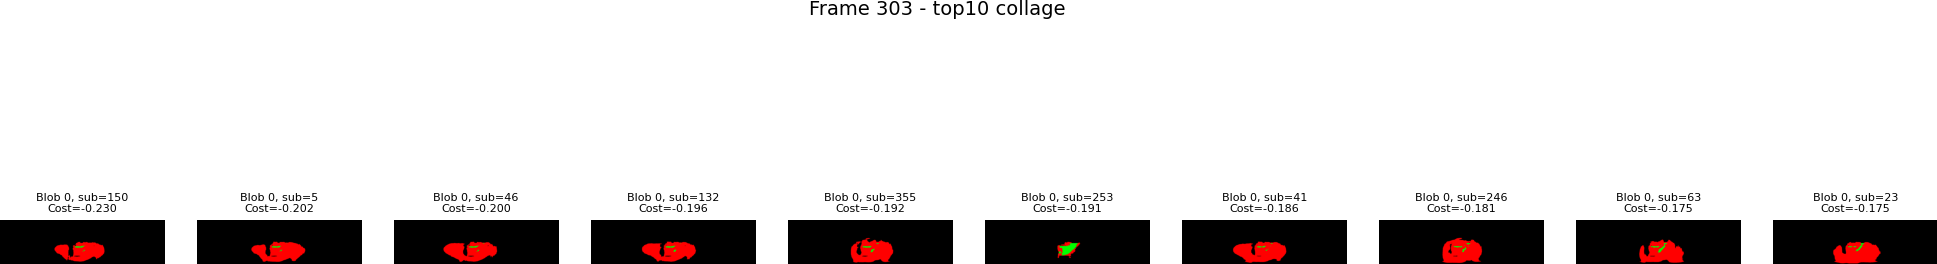 Frame 303 - top10 collage
Blob 0, sub=150
Cost=-0.230
Blob 0, sub=5
Cost=-0.202
Blob 0, sub=46
Cost=-0.200
Blob 0, sub=132
Cost=-0.196
Blob 0, sub=355
Cost=-0.192
Blob 0, sub=253
Cost=-0.191
Blob 0, sub=41
Cost=-0.186
Blob 0, sub=246
Cost=-0.181
Blob 0, sub=63
Cost=-0.175
Blob 0, sub=23
Cost=-0.175